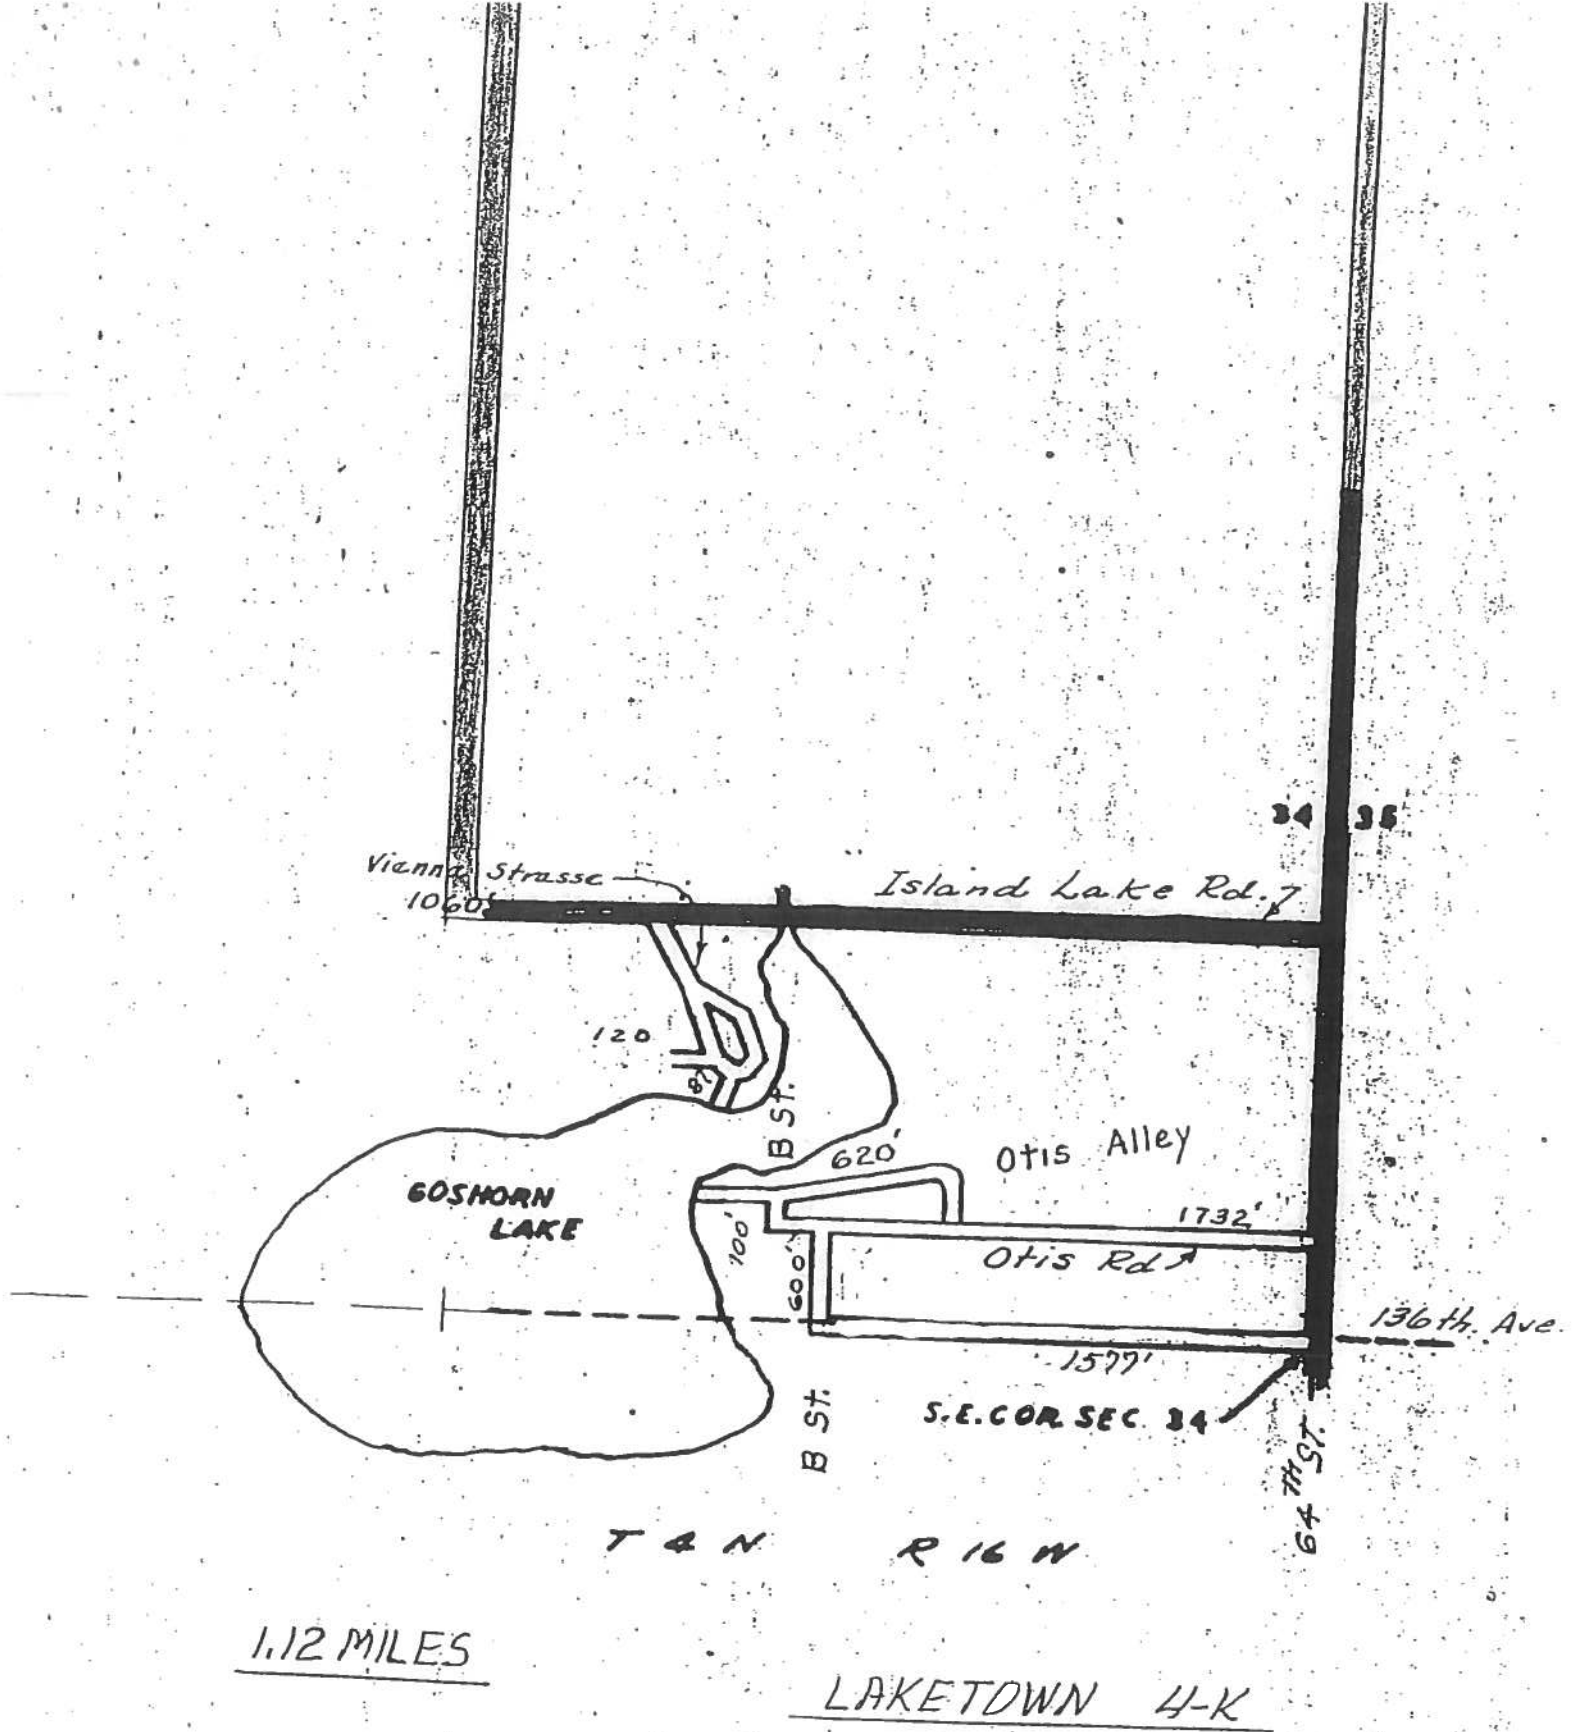 34 35
Vienna Strasse
Island Lake Rd.
1060'
120
87
B St.
620'
Otis Alley
GOSHORN
LAKE
100'
600'
1732'
Otis Rd
136th. Ave.
1577'
S.E. COR. SEC. 34
B St.
64TH ST.
T 4 N R 16 W
1.12 MILES
LAKETOWN 4-K